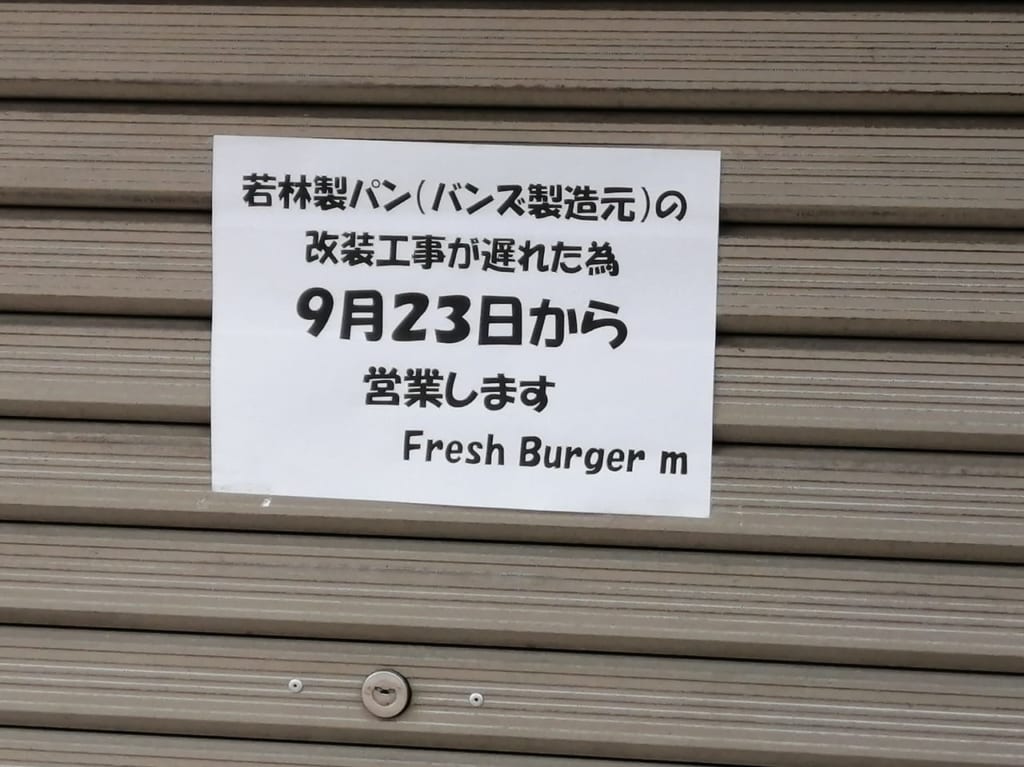 若林製パン(バンズ製造元)の
改装工事が遅れた為
9月23日から
営業します
Fresh Burger m